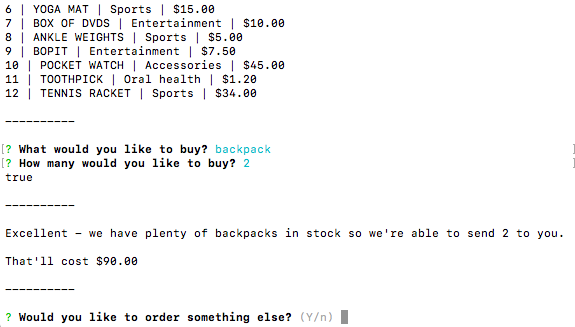 6 | YOGA MAT | Sports | $15.00
7 | BOX OF DVDS | Entertainment | $10.00
8 | ANKLE WEIGHTS | Sports | $5.00
9 | BOPIT | Entertainment | $7.50
10 | POCKET WATCH | Accessories | $45.00
11 | TOOTHPICK | Oral health | $1.20
12 | TENNIS RACKET | Sports | $34.00
----------
[? What would you like to buy? backpack ]
[? How many would you like to buy? 2 ]
true
----------
Excellent - we have plenty of backpacks in stock so we're able to send 2 to you.
That'll cost $90.00
----------
? Would you like to order something else? (Y/n)